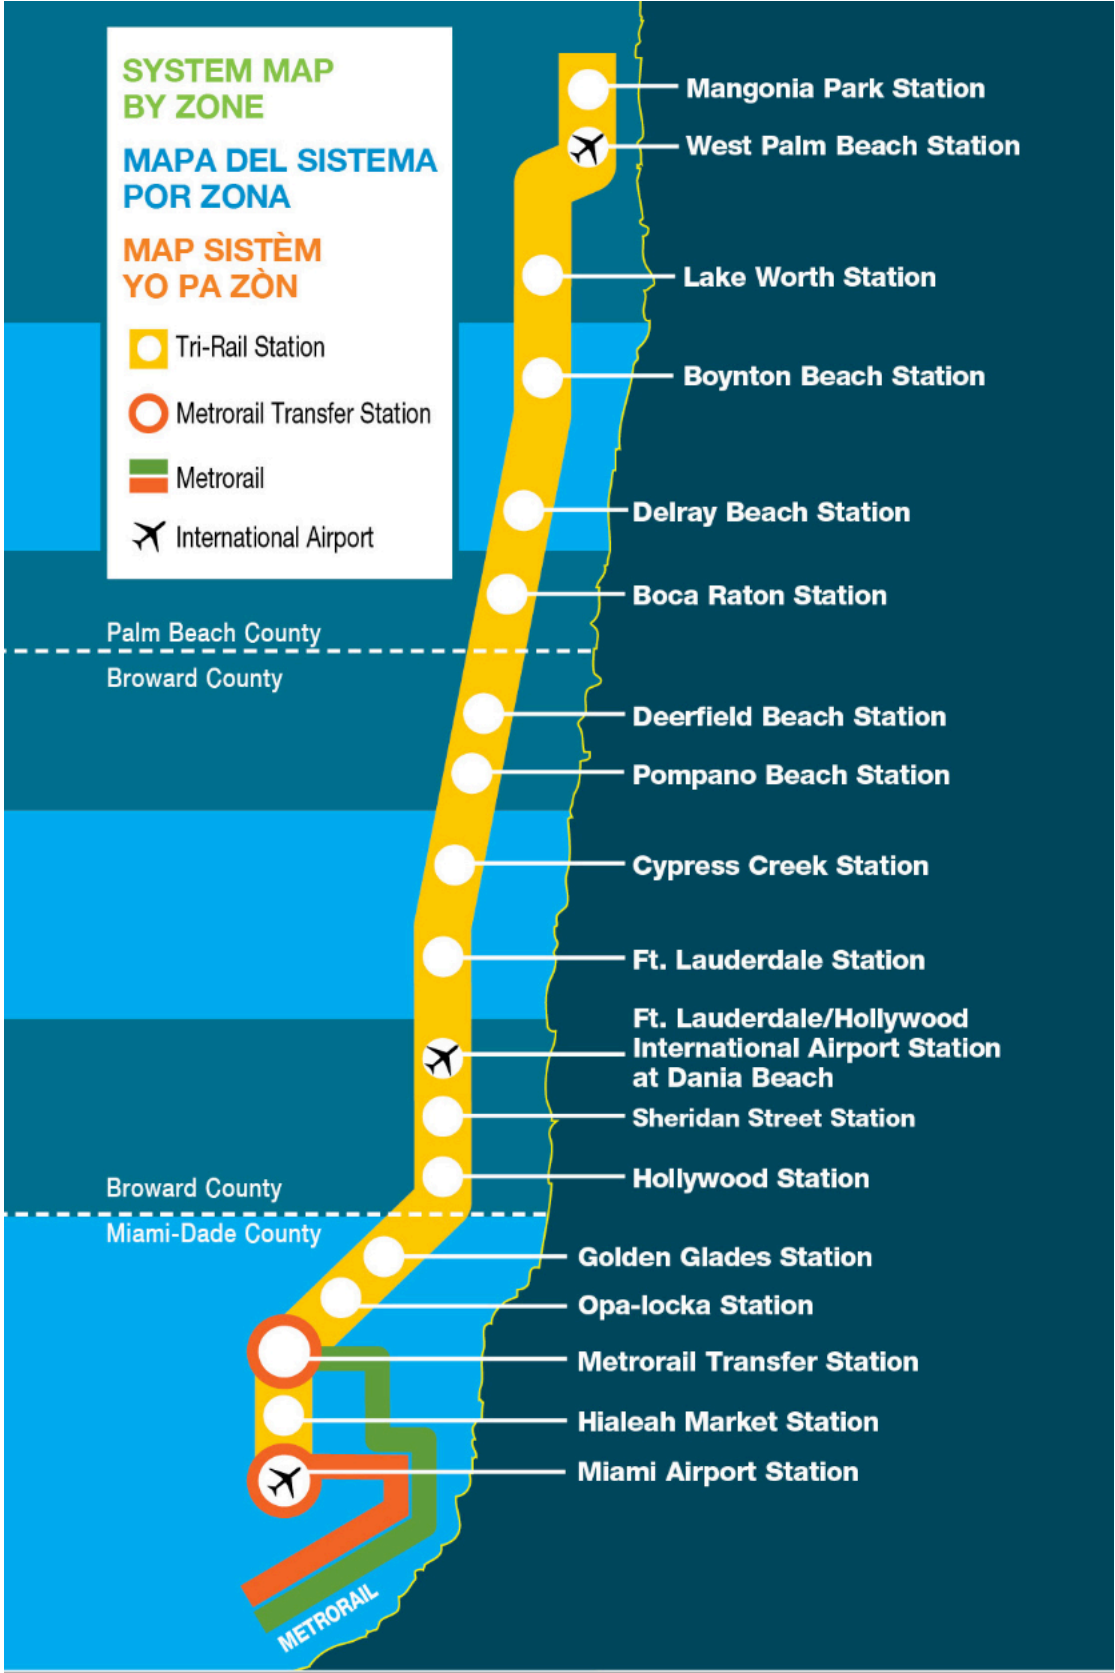 SYSTEM MAP
BY ZONE
MAPA DEL SISTEMA
POR ZONA
MAP SISTÈM
YO PA ZÒN
Tri-Rail Station
Metrorail Transfer Station
Metrorail
International Airport
Mangonia Park Station
West Palm Beach Station
Lake Worth Station
Boynton Beach Station
Delray Beach Station
Boca Raton Station
Palm Beach County
Broward County
Deerfield Beach Station
Pompano Beach Station
Cypress Creek Station
Ft. Lauderdale Station
Ft. Lauderdale/Hollywood
International Airport Station
at Dania Beach
Sheridan Street Station
Hollywood Station
Broward County
Miami-Dade County
Golden Glades Station
Opa-locka Station
Metrorail Transfer Station
Hialeah Market Station
Miami Airport Station
METRORAIL